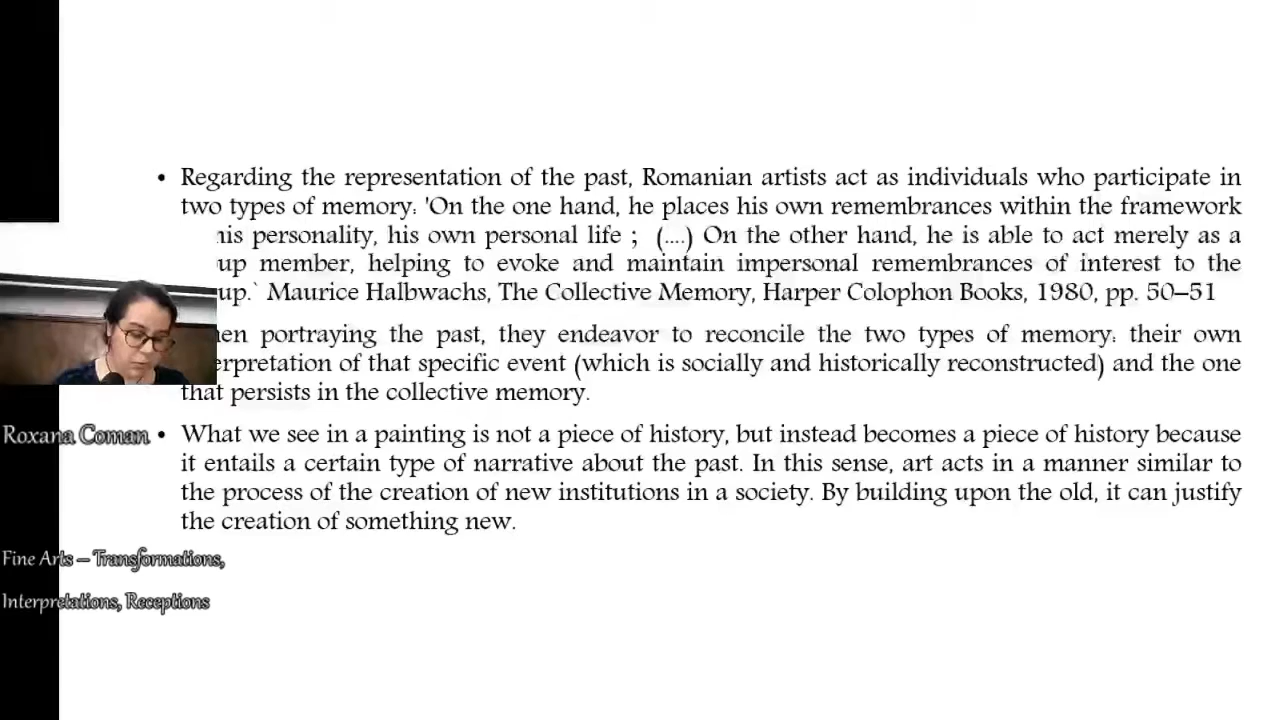 • Regarding the representation of the past, Romanian artists act as individuals who participate in
two types of memory: 'On the one hand, he places his own remembrances within the framework
his personality, his own personal life ; (....) On the other hand, he is able to act merely as a
up member, helping to evoke and maintain impersonal remembrances of interest to the
up.` Maurice Halbwachs, The Collective Memory, Harper Colophon Books, 1980, pp. 50–51
en portraying the past, they endeavor to reconcile the two types of memory: their own
erpretation of that specific event (which is socially and historically reconstructed) and the one
that persists in the collective memory.
• What we see in a painting is not a piece of history, but instead becomes a piece of history because
it entails a certain type of narrative about the past. In this sense, art acts in a manner similar to
the process of the creation of new institutions in a society. By building upon the old, it can justify
the creation of something new.
Roxana Coman
Fine Arts – Transformations,
Interpretations, Receptions